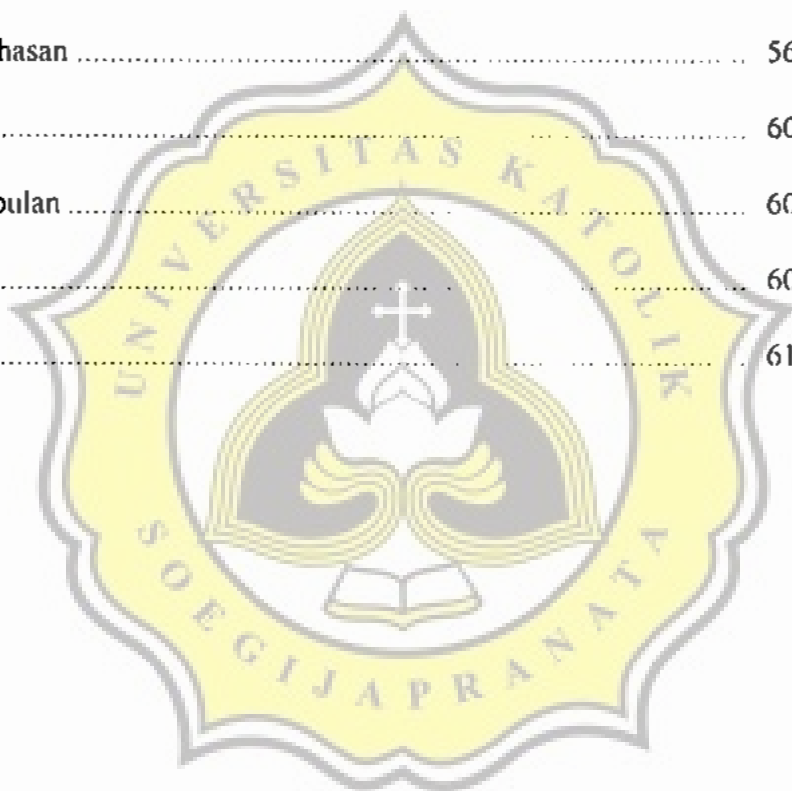 hasan ........................................ 56
........................................ 60
pulan ........................................ 60
........................................ 60
........................................ 61
UNIVERSITAS KATOLIK
SOEGIJAPRANATA